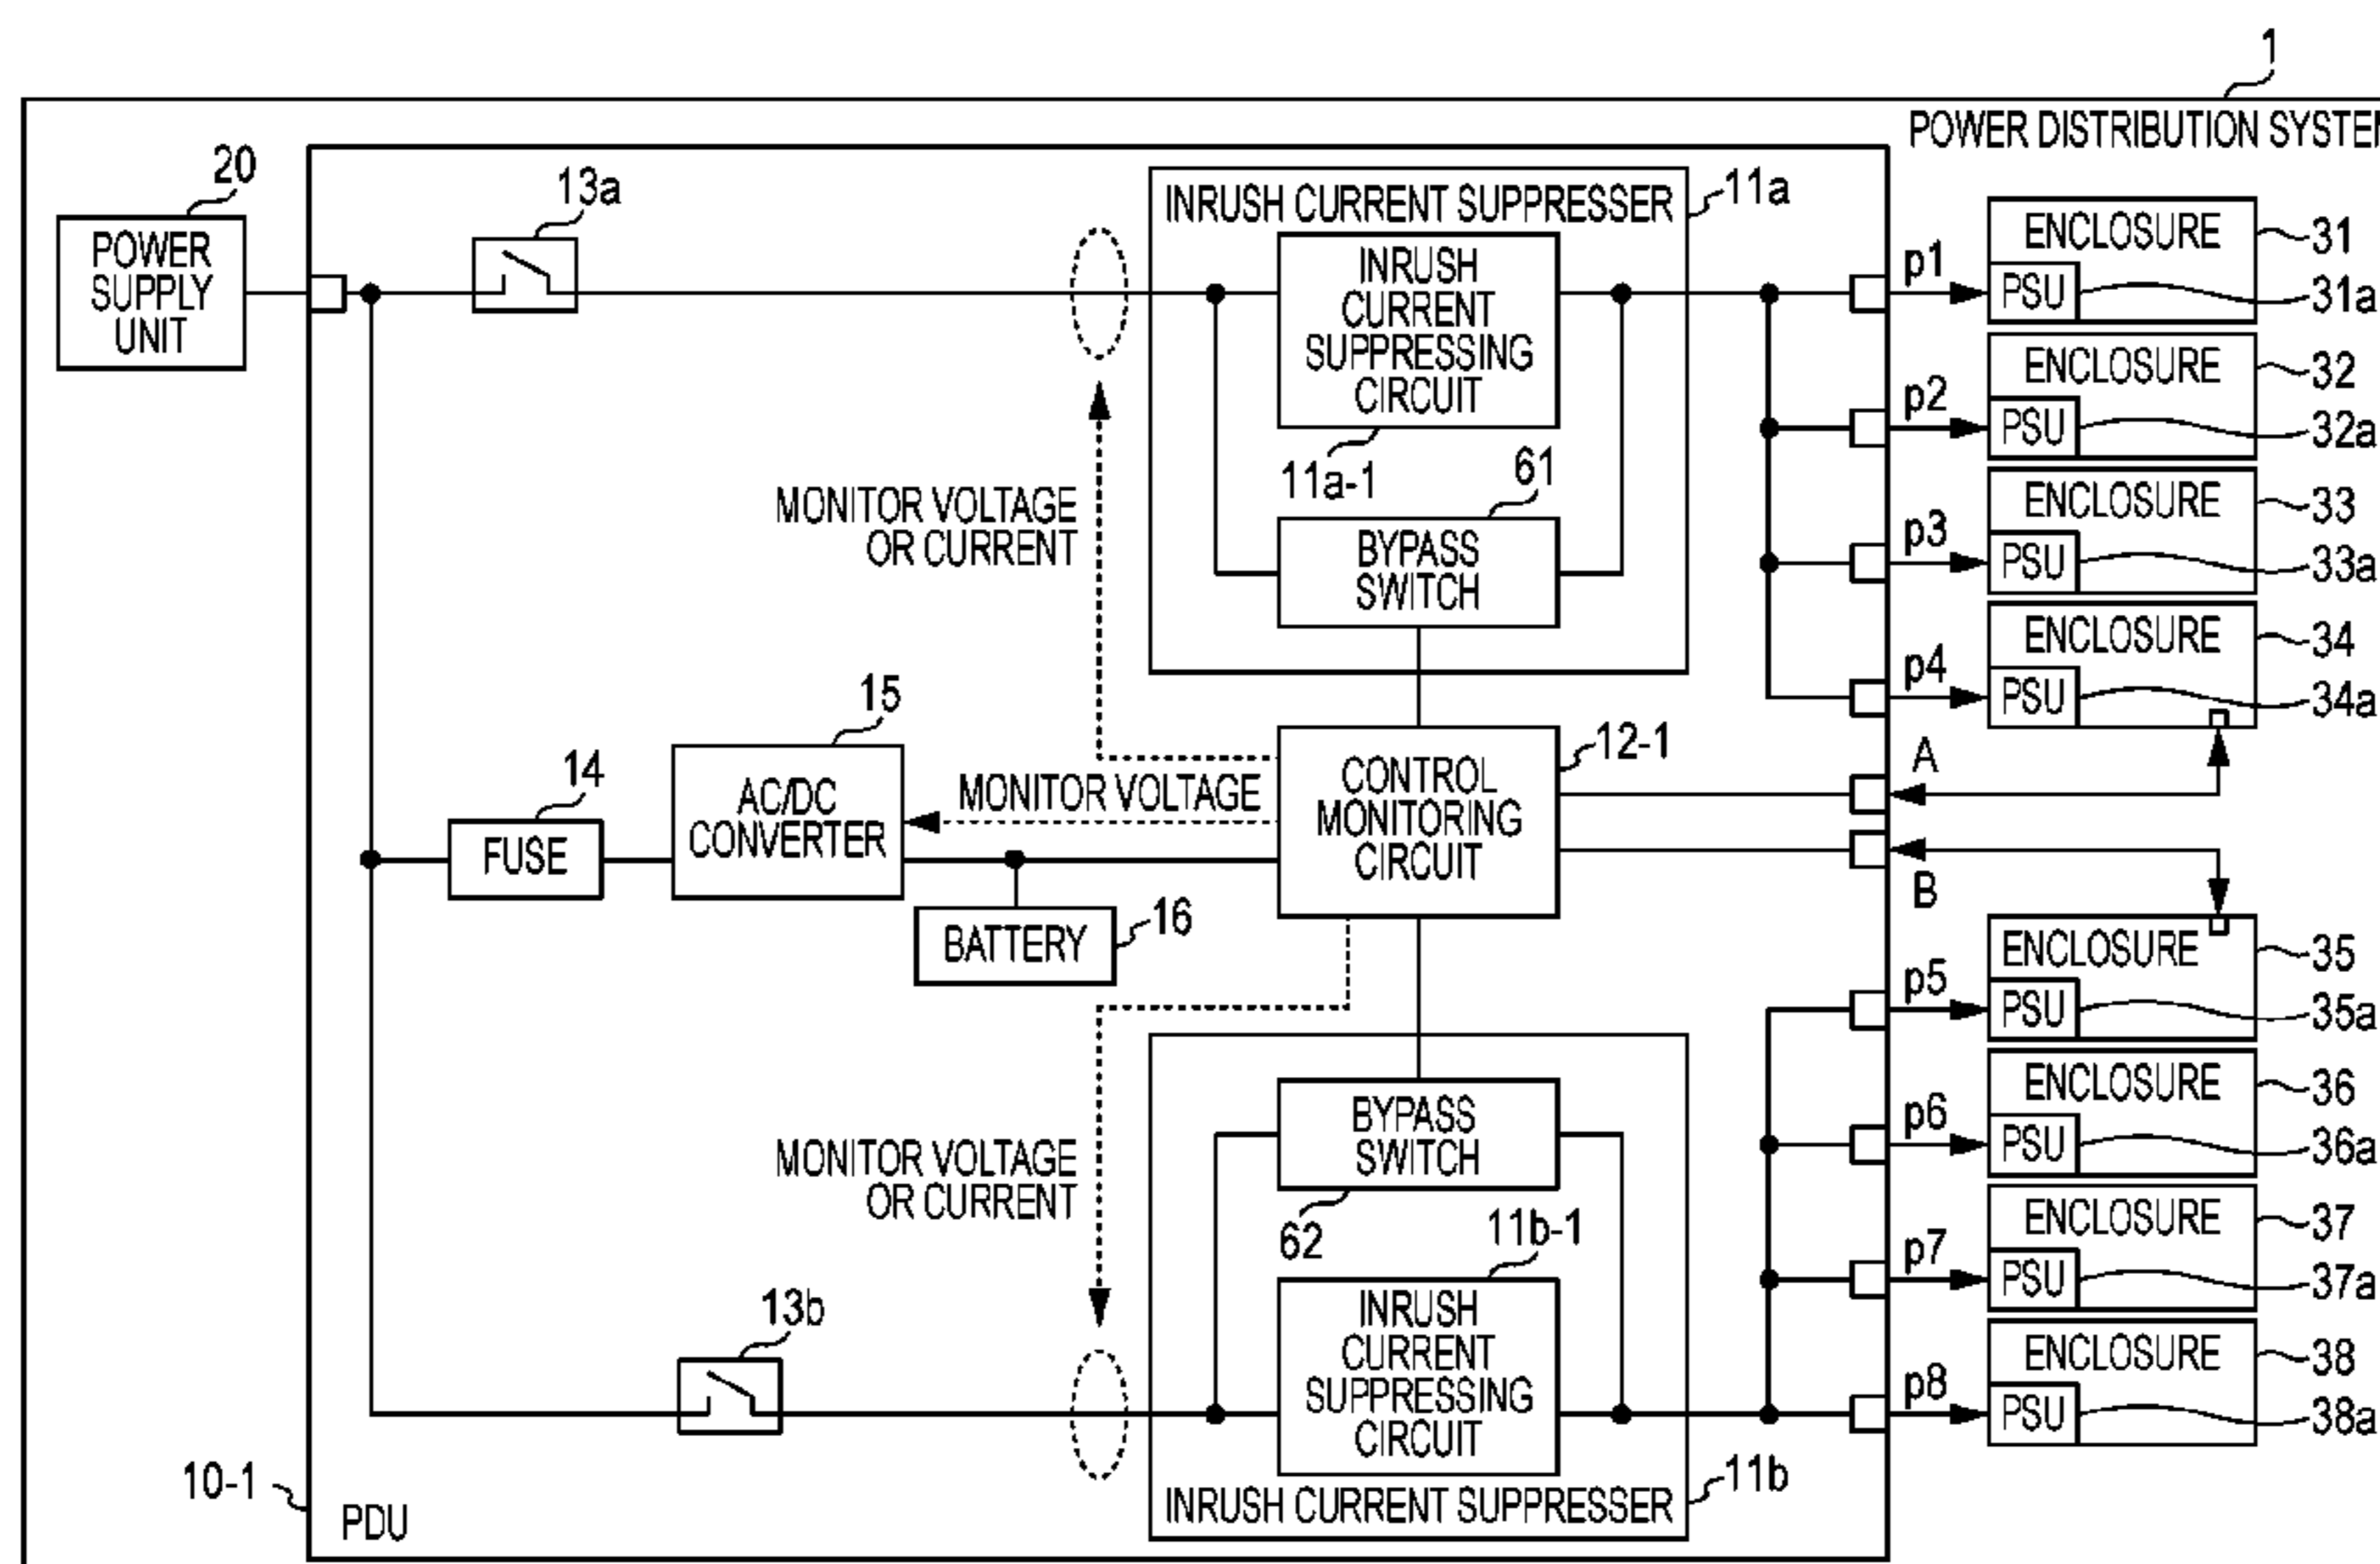 1
POWER DISTRIBUTION SYSTEM
20
POWER
SUPPLY
UNIT
13a
INRUSH CURRENT SUPPRESSER
11a
INRUSH
CURRENT
SUPPRESSING
CIRCUIT
11a-1
61
BYPASS
SWITCH
MONITOR VOLTAGE
OR CURRENT
p1
ENCLOSURE
31
PSU
31a
p2
ENCLOSURE
32
PSU
32a
p3
ENCLOSURE
33
PSU
33a
p4
ENCLOSURE
34
PSU
34a
14
FUSE
15
AC/DC
CONVERTER
MONITOR VOLTAGE
12-1
CONTROL
MONITORING
CIRCUIT
A
B
BATTERY
16
p5
ENCLOSURE
35
PSU
35a
p6
ENCLOSURE
36
PSU
36a
p7
ENCLOSURE
37
PSU
37a
p8
ENCLOSURE
38
PSU
38a
MONITOR VOLTAGE
OR CURRENT
BYPASS
SWITCH
62
11b-1
13b
INRUSH
CURRENT
SUPPRESSING
CIRCUIT
INRUSH CURRENT SUPPRESSER
11b
10-1
PDU